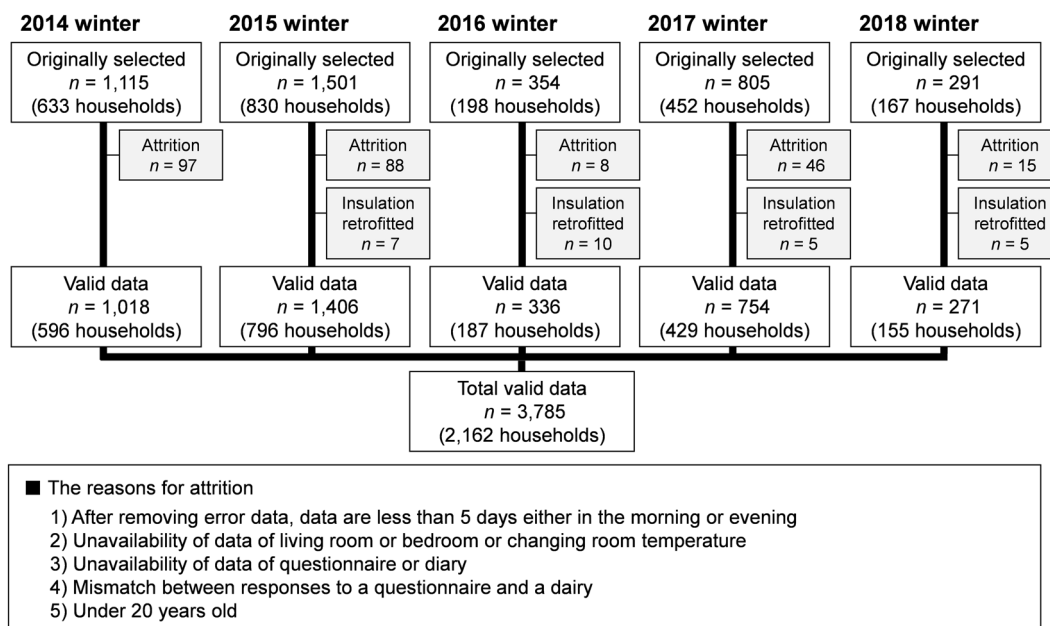 2014 winter
Originally selected
n = 1,115
(633 households)
Attrition
n = 97
Valid data
n = 1,018
(596 households)
2015 winter
Originally selected
n = 1,501
(830 households)
Attrition
n = 88
Insulation
retrofitted
n = 7
Valid data
n = 1,406
(796 households)
2016 winter
Originally selected
n = 354
(198 households)
Attrition
n = 8
Insulation
retrofitted
n = 10
Valid data
n = 336
(187 households)
2017 winter
Originally selected
n = 805
(452 households)
Attrition
n = 46
Insulation
retrofitted
n = 5
Valid data
n = 754
(429 households)
2018 winter
Originally selected
n = 291
(167 households)
Attrition
n = 15
Insulation
retrofitted
n = 5
Valid data
n = 271
(155 households)
Total valid data
n = 3,785
(2,162 households)
■ The reasons for attrition
1) After removing error data, data are less than 5 days either in the morning or evening
2) Unavailability of data of living room or bedroom or changing room temperature
3) Unavailability of data of questionnaire or diary
4) Mismatch between responses to a questionnaire and a dairy
5) Under 20 years old